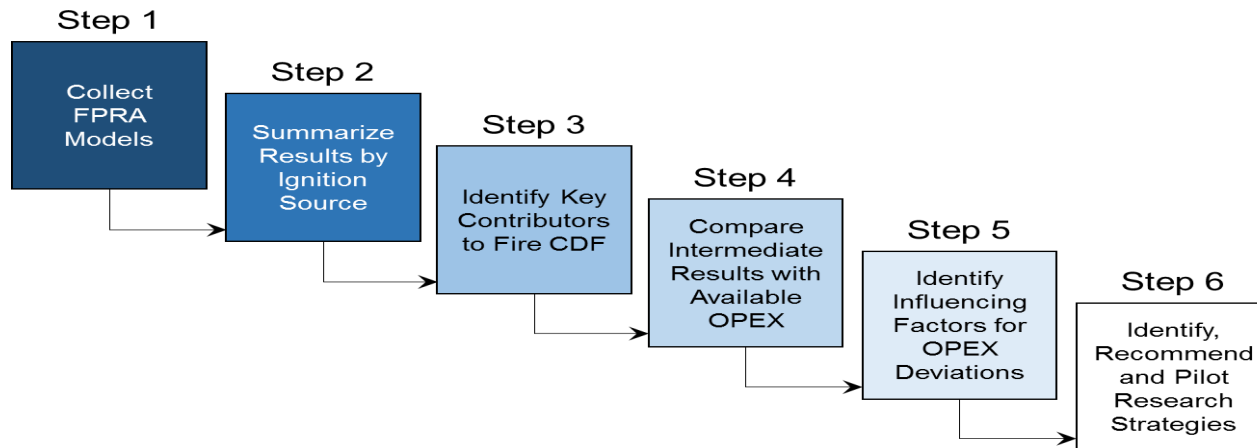 Step 1
Collect
FPRA
Models
Step 2
Summarize
Results by
Ignition
Source
Step 3
Identify Key
Contributors
to Fire CDF
Step 4
Compare
Intermediate
Results with
Available
OPEX
Step 5
Identify
Influencing
Factors for
OPEX
Deviations
Step 6
Identify,
Recommend
and Pilot
Research
Strategies